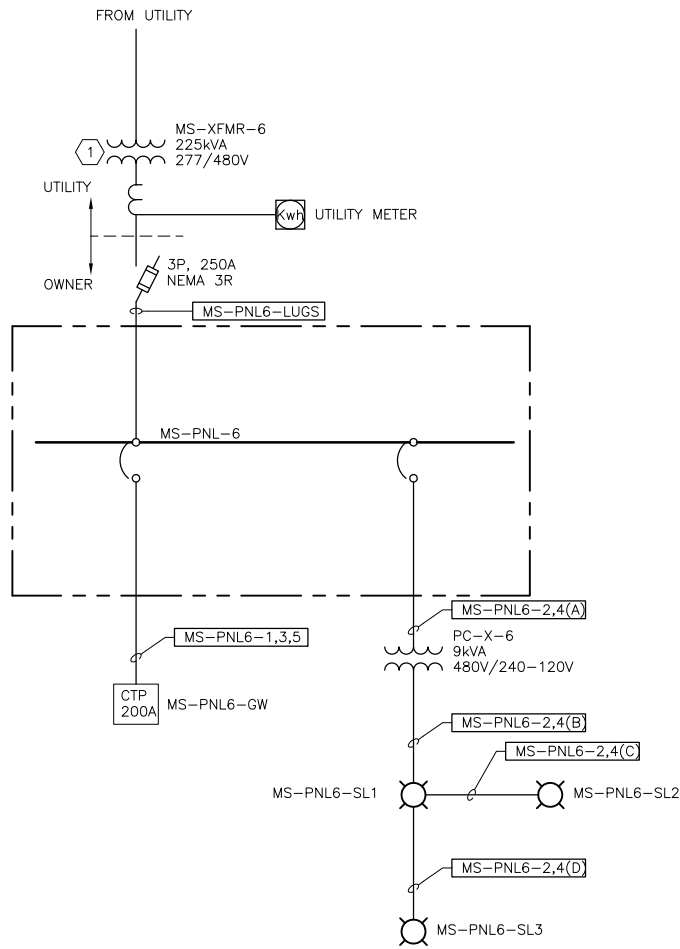 FROM UTILITY
MS-XFMR-6
225kVA
277/480V
1
UTILITY
Kwh
UTILITY METER
OWNER
3P, 250A
NEMA 3R
MS-PNL6-LUGS
MS-PNL-6
MS-PNL6-2,4(A)
MS-PNL6-1,3,5
PC-X-6
9kVA
480V/240-120V
CTP
200A
MS-PNL6-GW
MS-PNL6-2,4(B)
MS-PNL6-2,4(C)
MS-PNL6-SL1
MS-PNL6-SL2
MS-PNL6-2,4(D)
MS-PNL6-SL3